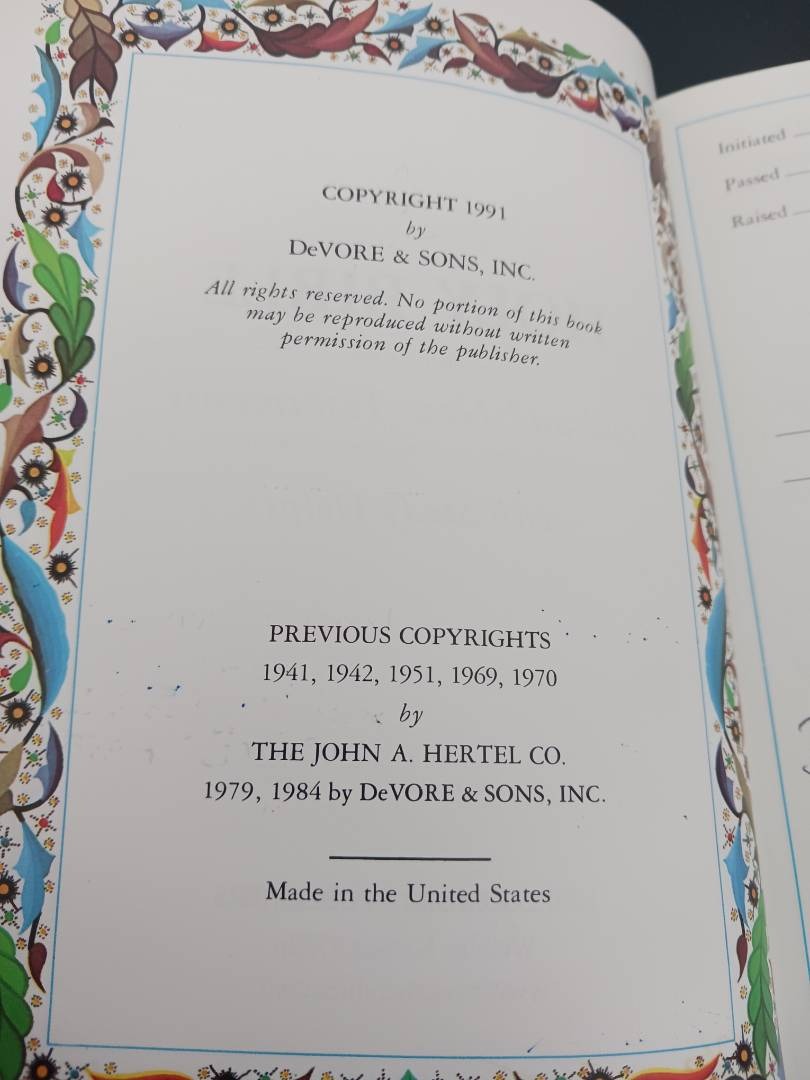 COPYRIGHT 1991
by
DeVORE & SONS, INC.
All rights reserved. No portion of this book
may be reproduced without written
permission of the publisher.
PREVIOUS COPYRIGHTS
1941, 1942, 1951, 1969, 1970
by
THE JOHN A. HERTEL CO.
1979, 1984 by DeVORE & SONS, INC.
Made in the United States
Initiated
Passed
Raised